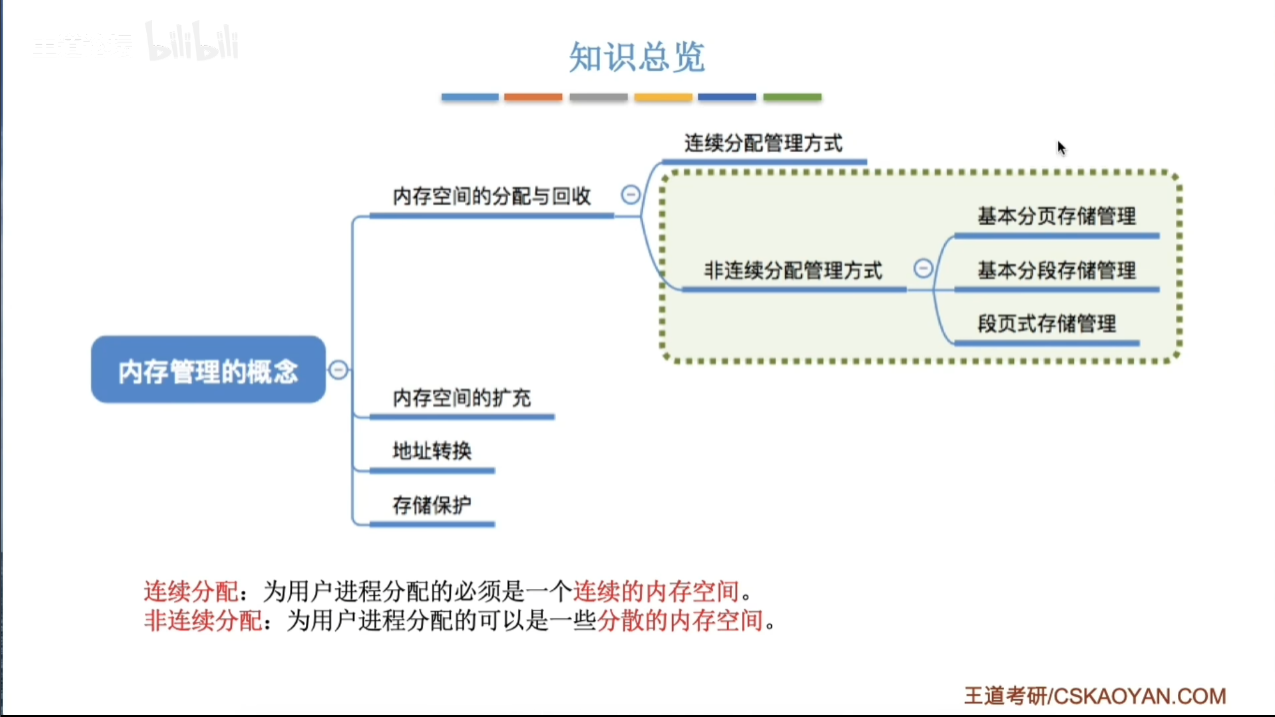 bilibili
知识总览
连续分配管理方式
内存空间的分配与回收
基本分页存储管理
非连续分配管理方式
基本分段存储管理
段页式存储管理
内存管理的概念
内存空间的扩充
地址转换
存储保护
连续分配：为用户进程分配的必须是一个连续的内存空间。
非连续分配：为用户进程分配的可以是一些分散的内存空间。
王道考研/CSKAOYAN.COM